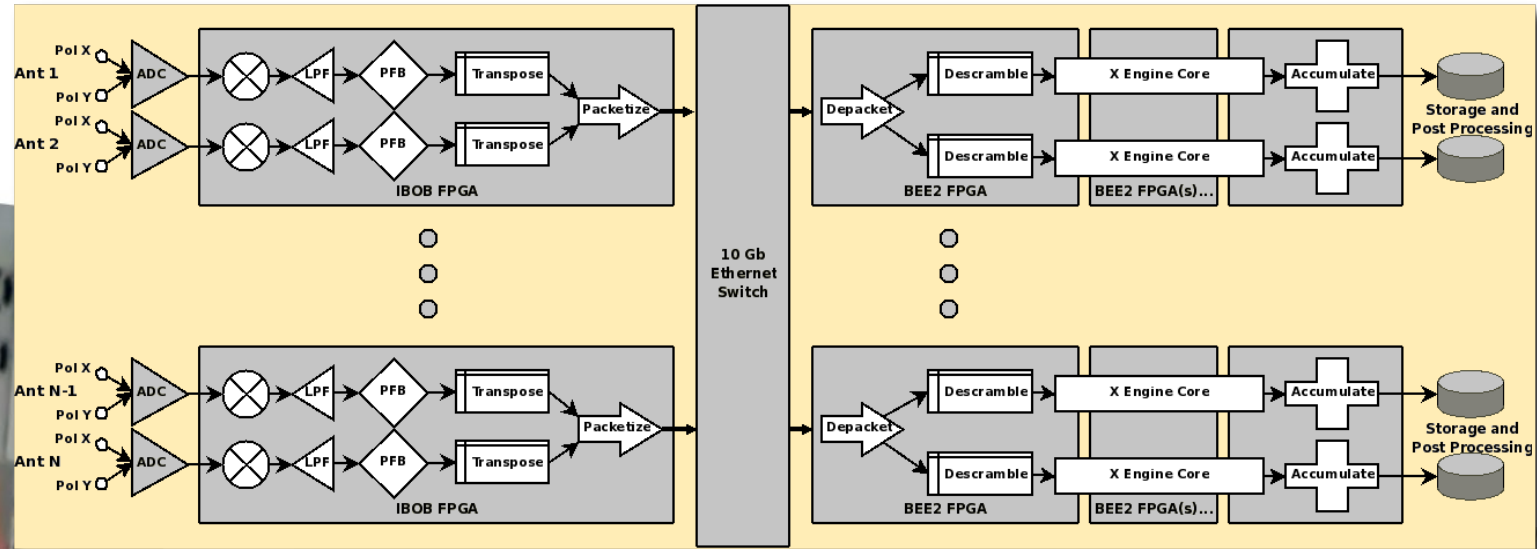 Pol X
Ant 1
Pol Y
ADC
LPF
PFB
Transpose
Pol X
Ant 2
Pol Y
ADC
LPF
PFB
Transpose
Packetize
IBOB FPGA
10 Gb
Ethernet
Switch
Depacket
Descramble
X Engine Core
Accumulate
Descramble
X Engine Core
Accumulate
BEE2 FPGA
BEE2 FPGA(s)...
Storage and
Post Processing
Pol X
Ant N-1
Pol Y
ADC
LPF
PFB
Transpose
Pol X
Ant N
Pol Y
ADC
LPF
PFB
Transpose
Packetize
IBOB FPGA
Depacket
Descramble
X Engine Core
Accumulate
Descramble
X Engine Core
Accumulate
BEE2 FPGA
BEE2 FPGA(s)...
Storage and
Post Processing